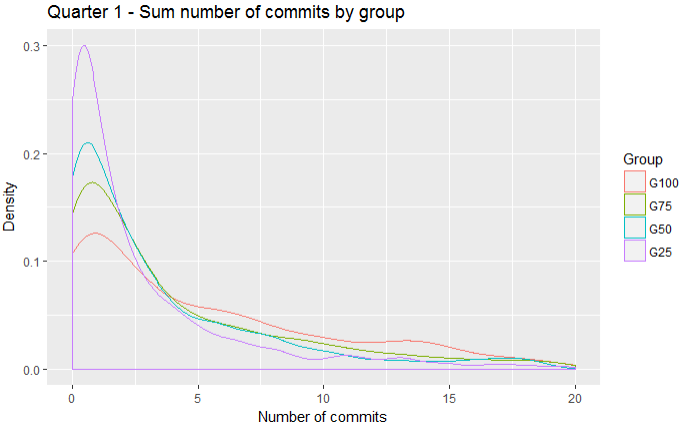 Quarter 1 - Sum number of commits by group
Density
0.3
0.2
0.1
0.0
0
5
10
15
20
Number of commits
Group
G100
G75
G50
G25